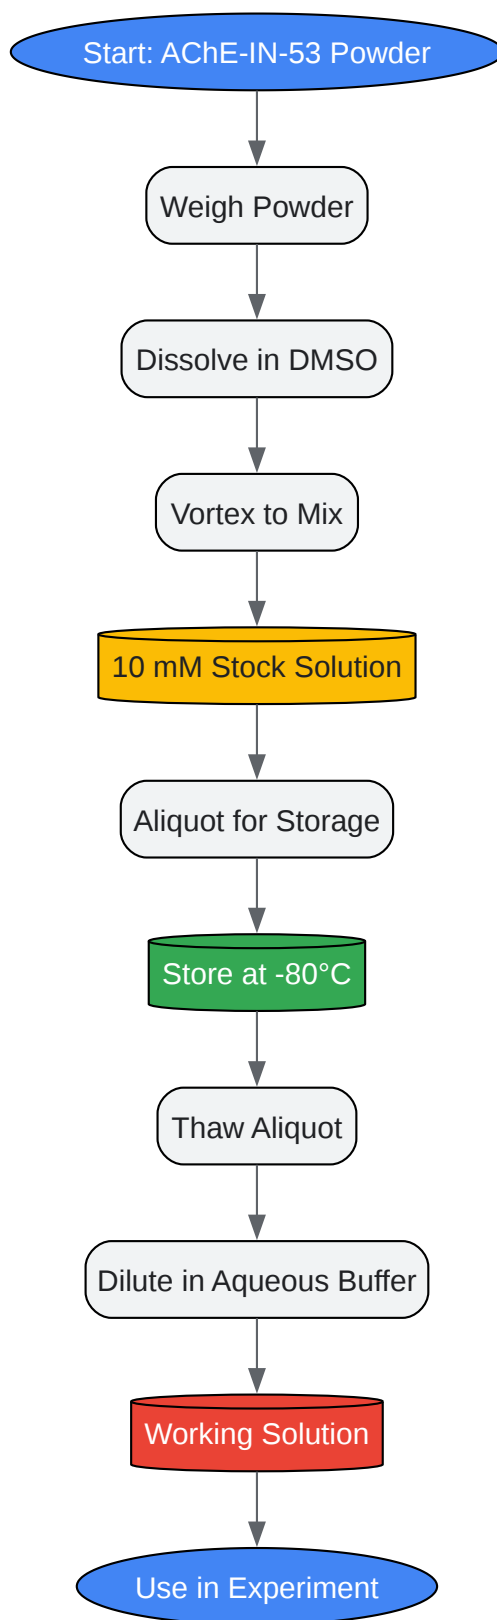 Start: AChE-IN-53 Powder
Weigh Powder
Dissolve in DMSO
Vortex to Mix
10 mM Stock Solution
Aliquot for Storage
Store at -80°C
Thaw Aliquot
Dilute in Aqueous Buffer
Working Solution
Use in Experiment